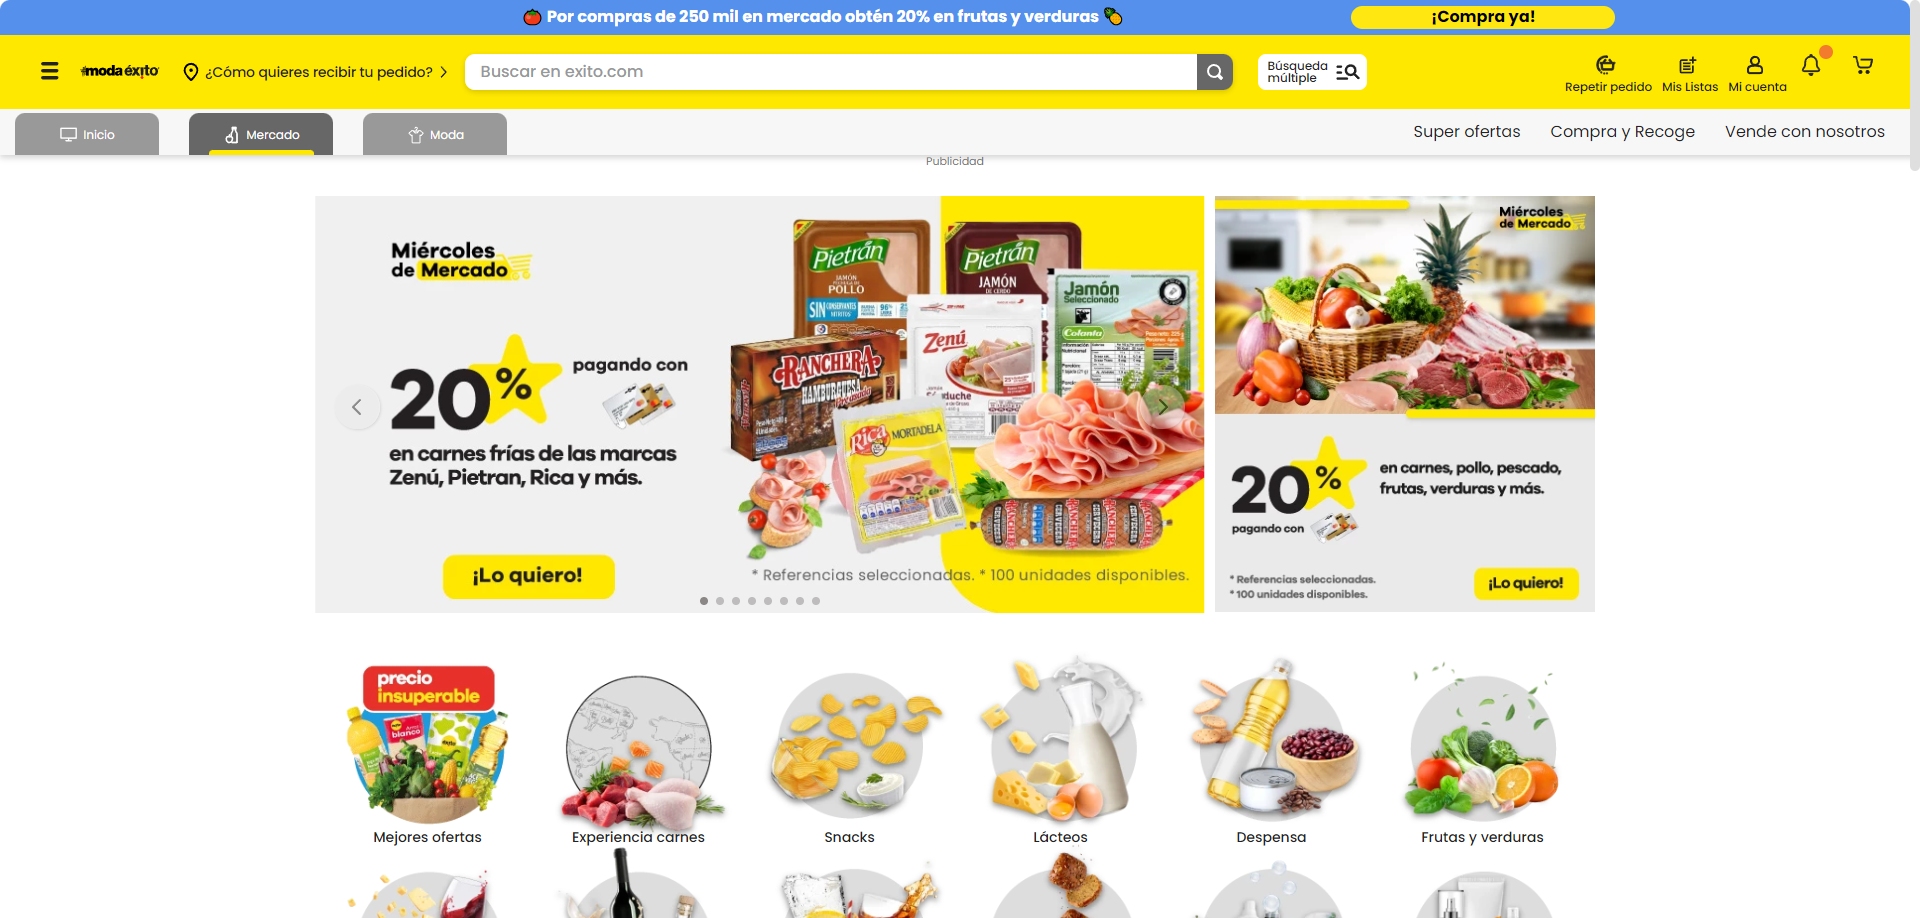 Por compras de 250 mil en mercado obtén 20% en frutas y verduras
¡Compra ya!
moda éxito
¿Cómo quieres recibir tu pedido?
Buscar en exito.com
Búsqueda
múltiple
Repetir pedido
Mis Listas
Mi cuenta
Inicio
Mercado
Moda
Super ofertas
Compra y Recoge
Vende con nosotros
Publicidad
Miércoles
de Mercado
20%
pagando con
en carnes frías de las marcas
Zenú, Pietran, Rica y más.
¡Lo quiero!
Pietrán
JAMÓN
POLLO
SIN
Pietrán
JAMÓN
DE CERDO
Jamón
Seleccionado
Colanta
Zenú
RANCHERA
HAMBURGUESA
Rica
MORTADELA
* Referencias seleccionadas. * 100 unidades disponibles.
Miércoles
de Mercado
20%
en carnes, pollo, pescado,
frutas, verduras y más.
pagando con
* Referencias seleccionadas.
* 100 unidades disponibles.
¡Lo quiero!
precio
insuperable
blanco
Mejores ofertas
Experiencia carnes
Snacks
Lácteos
Despensa
Frutas y verduras